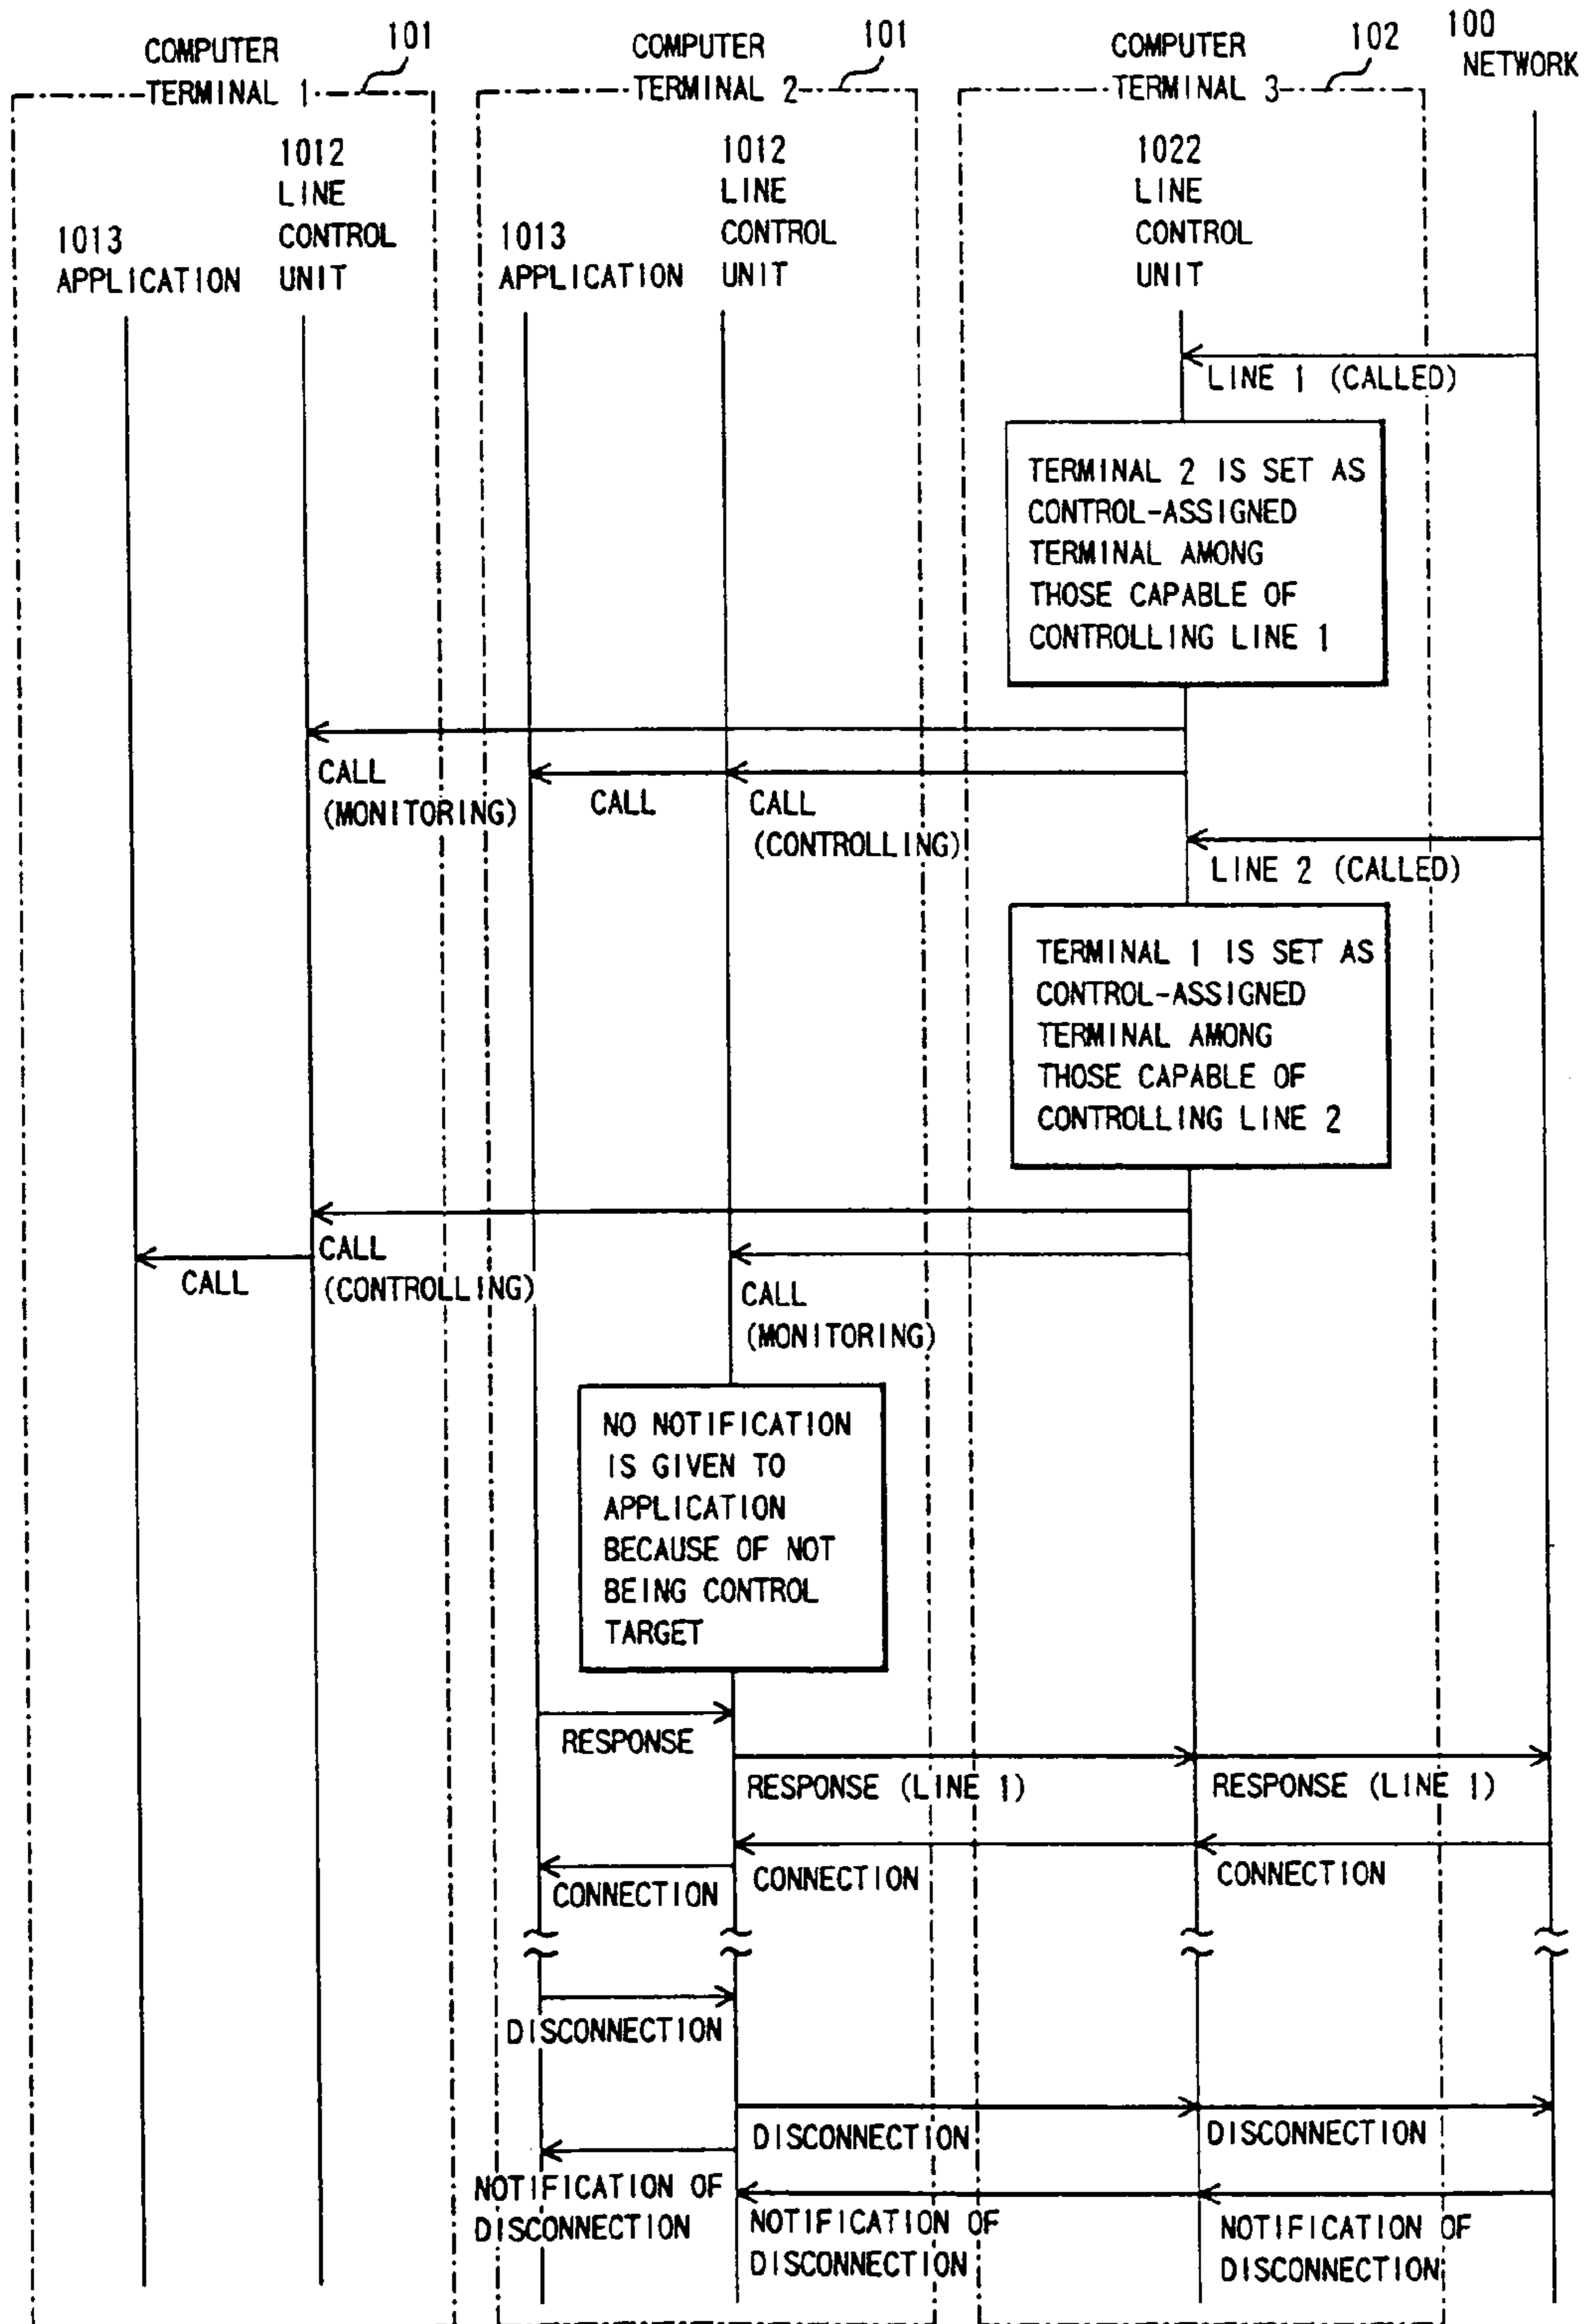 COMPUTER
TERMINAL 1
101
COMPUTER
TERMINAL 2
101
COMPUTER
TERMINAL 3
102
100
NETWORK
1013
APPLICATION
1012
LINE
CONTROL
UNIT
1013
APPLICATION
1012
LINE
CONTROL
UNIT
1022
LINE
CONTROL
UNIT
LINE 1 (CALLED)
TERMINAL 2 IS SET AS
CONTROL-ASSIGNED
TERMINAL AMONG
THOSE CAPABLE OF
CONTROLLING LINE 1
CALL
(MONITORING)
CALL
CALL
(CONTROLLING)
LINE 2 (CALLED)
TERMINAL 1 IS SET AS
CONTROL-ASSIGNED
TERMINAL AMONG
THOSE CAPABLE OF
CONTROLLING LINE 2
CALL
CALL
(CONTROLLING)
CALL
(MONITORING)
NO NOTIFICATION
IS GIVEN TO
APPLICATION
BECAUSE OF NOT
BEING CONTROL
TARGET
RESPONSE
RESPONSE (LINE 1)
RESPONSE (LINE 1)
CONNECTION
CONNECTION
CONNECTION
DISCONNECTION
DISCONNECTION
DISCONNECTION
NOTIFICATION OF
DISCONNECTION
NOTIFICATION OF
DISCONNECTION
NOTIFICATION OF
DISCONNECTION